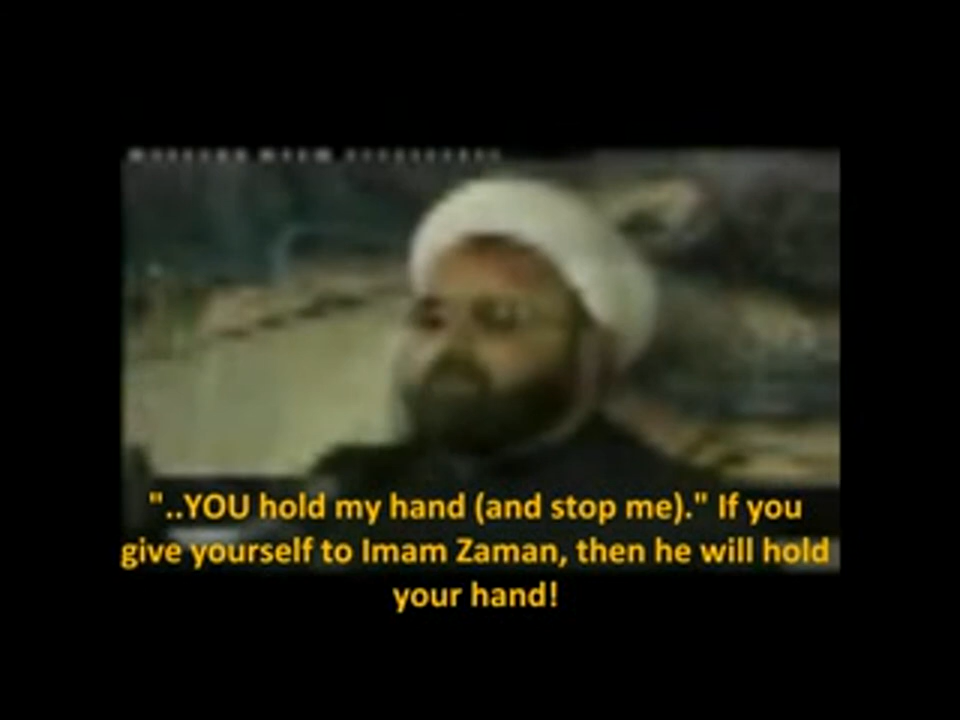 "..YOU hold my hand (and stop me)." If you
give yourself to Imam Zaman, then he will hold
your hand!